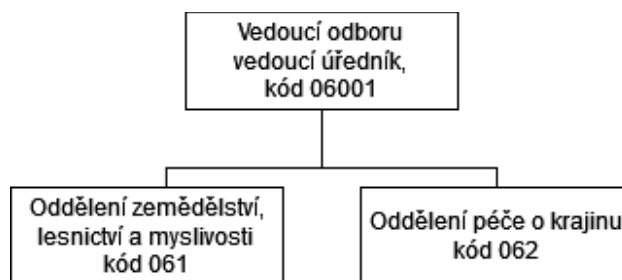 Vedoucí odboru
vedoucí úředník,
kód 06001
Oddělení zemědělství,
lesnictví a myslivosti
kód 061
Oddělení péče o krajinu
kód 062